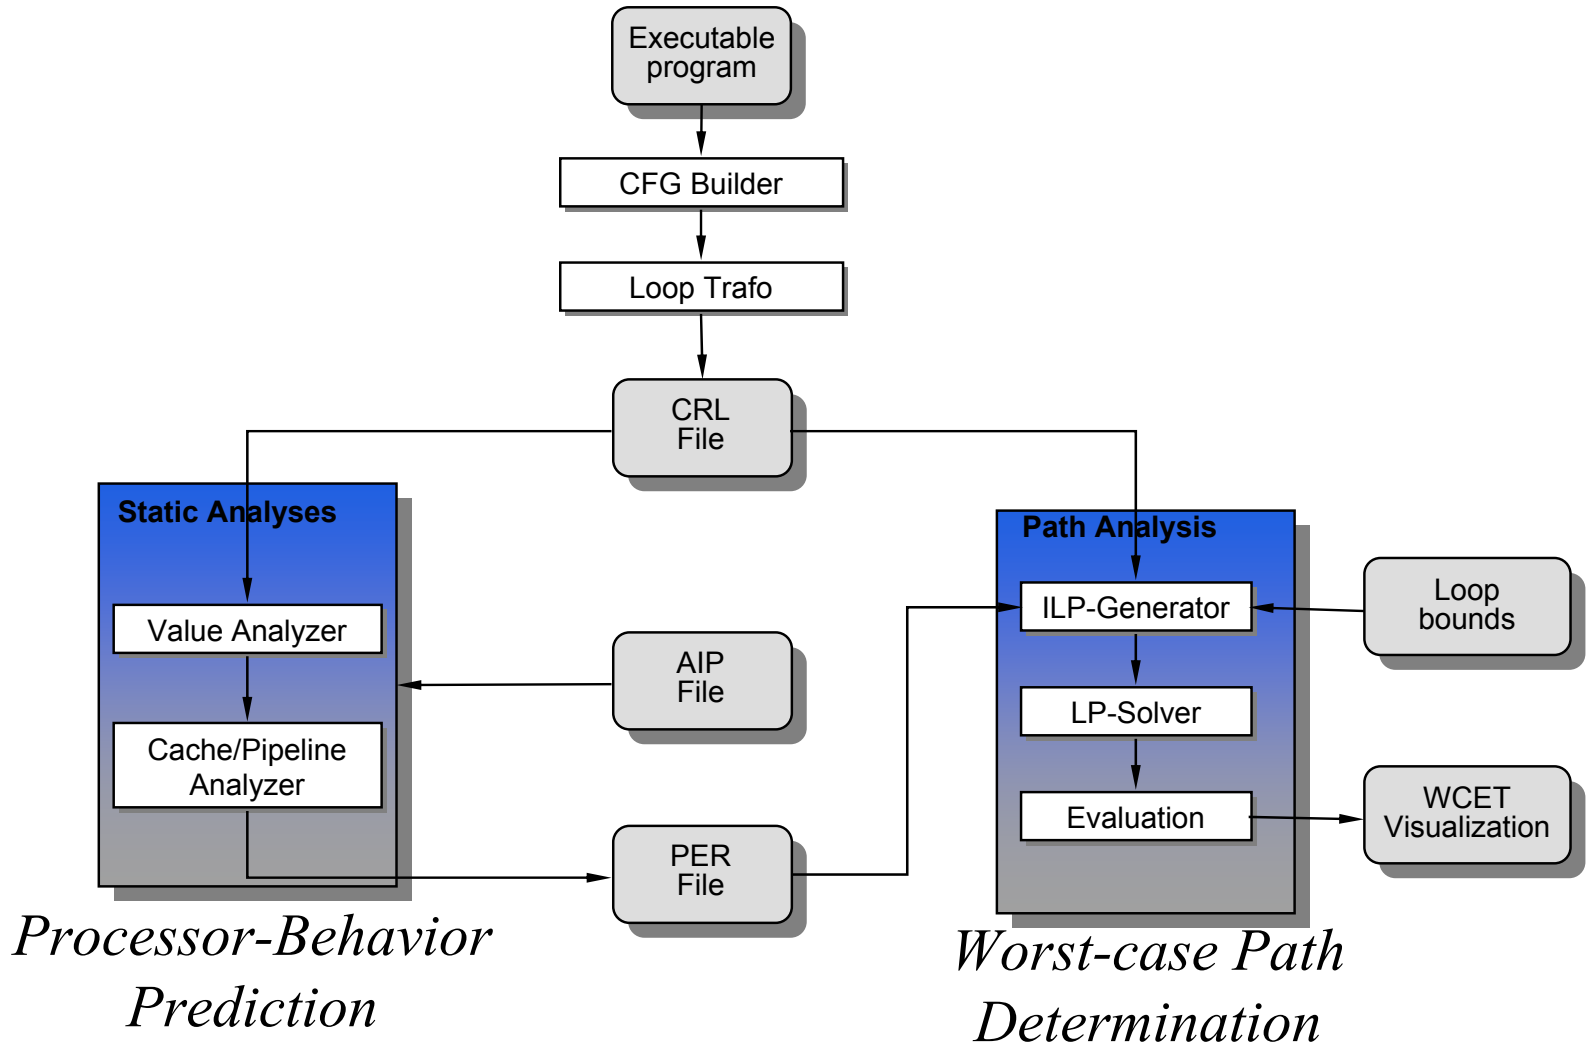 Executable
program
CFG Builder
Loop Trafo
CRL
File
Static Analyses
Value Analyzer
Cache/Pipeline
Analyzer
AIP
File
PER
File
Path Analysis
ILP-Generator
LP-Solver
Evaluation
Loop
bounds
WCET
Visualization
Processor-Behavior
Prediction
Worst-case Path
Determination